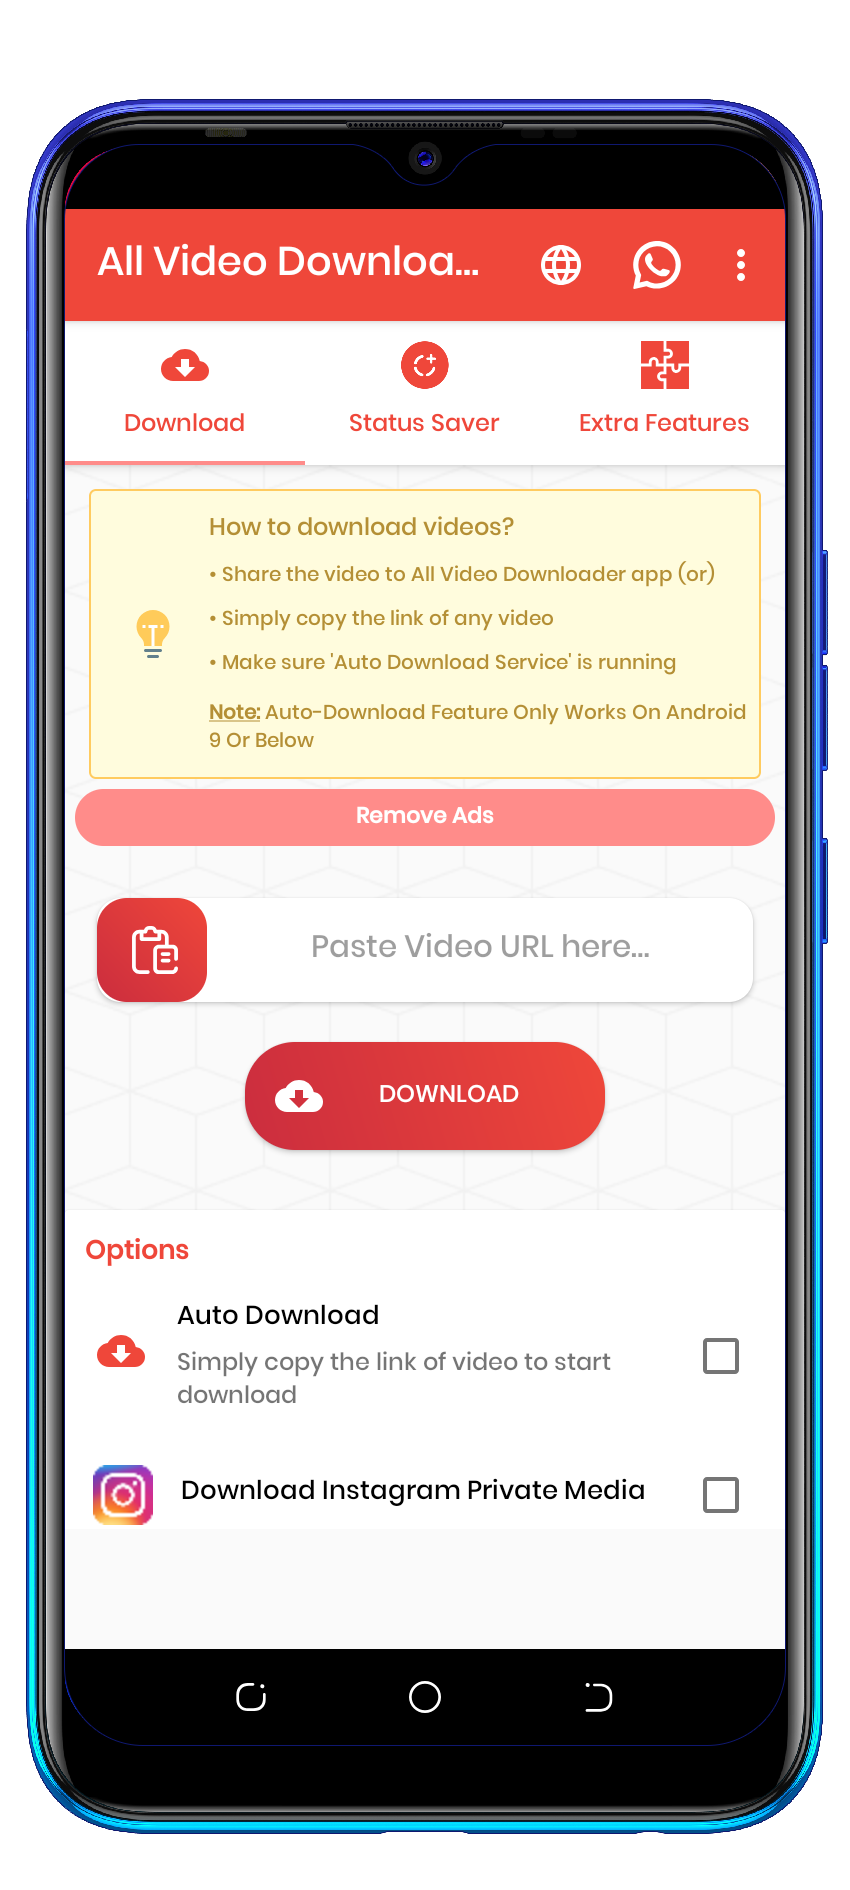 All Video Downloa...
Download
Status Saver
Extra Features
How to download videos?
• Share the video to All Video Downloader app (or)
• Simply copy the link of any video
• Make sure 'Auto Download Service' is running
Note: Auto-Download Feature Only Works On Android
9 Or Below
Remove Ads
Paste Video URL here...
DOWNLOAD
Options
Auto Download
Simply copy the link of video to start
download
Download Instagram Private Media